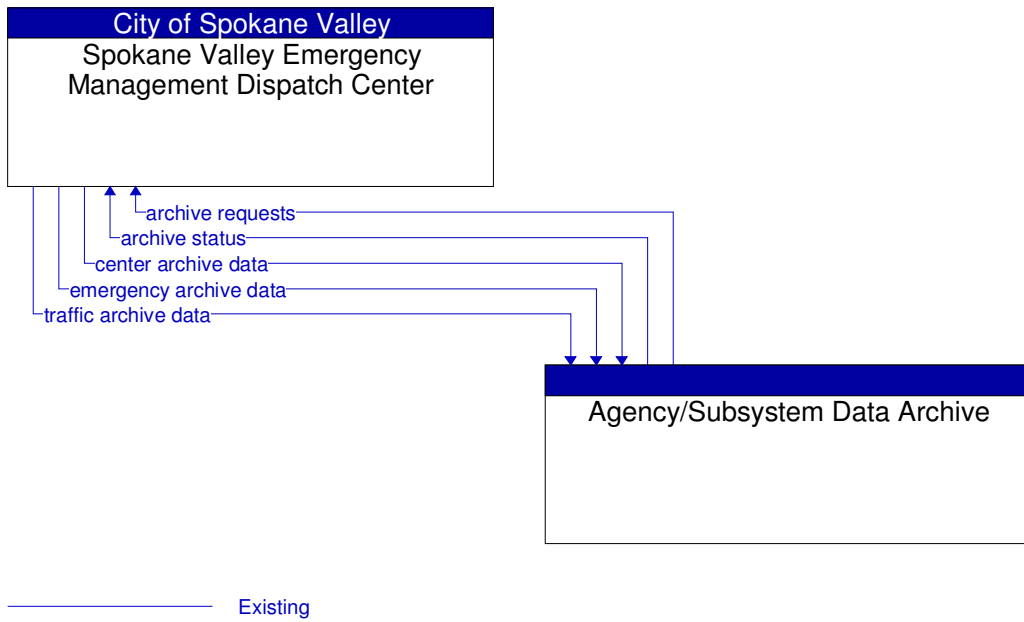 City of Spokane Valley
Spokane Valley Emergency
Management Dispatch Center
archive requests
archive status
center archive data
emergency archive data
traffic archive data
Agency/Subsystem Data Archive
Existing